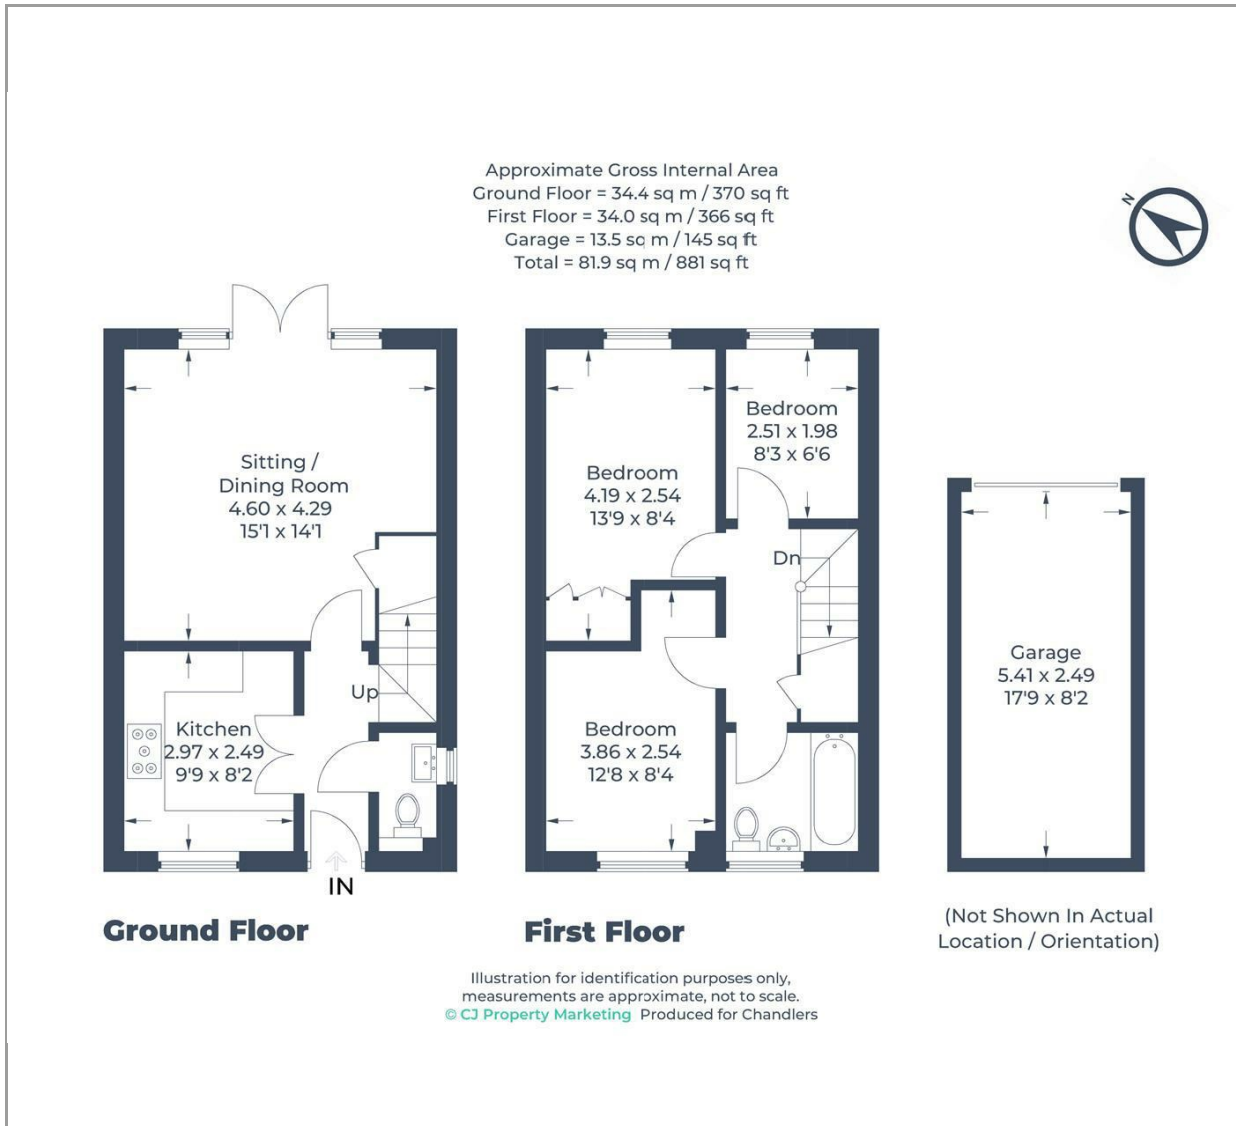 Approximate Gross Internal Area
Ground Floor = 34.4 sq m / 370 sq ft
First Floor = 34.0 sq m / 366 sq ft
Garage = 13.5 sq m / 145 sq ft
Total = 81.9 sq m / 881 sq ft
N
Sitting /
Dining Room
4.60 x 4.29
15'1 x 14'1
Up
Kitchen
2.97 x 2.49
9'9 x 8'2
IN
Ground Floor
Bedroom
4.19 x 2.54
13'9 x 8'4
Bedroom
2.51 x 1.98
8'3 x 6'6
Dn
Bedroom
3.86 x 2.54
12'8 x 8'4
First Floor
Garage
5.41 x 2.49
17'9 x 8'2
(Not Shown In Actual
Location / Orientation)
Illustration for identification purposes only,
measurements are approximate, not to scale.
© CJ Property Marketing Produced for Chandlers